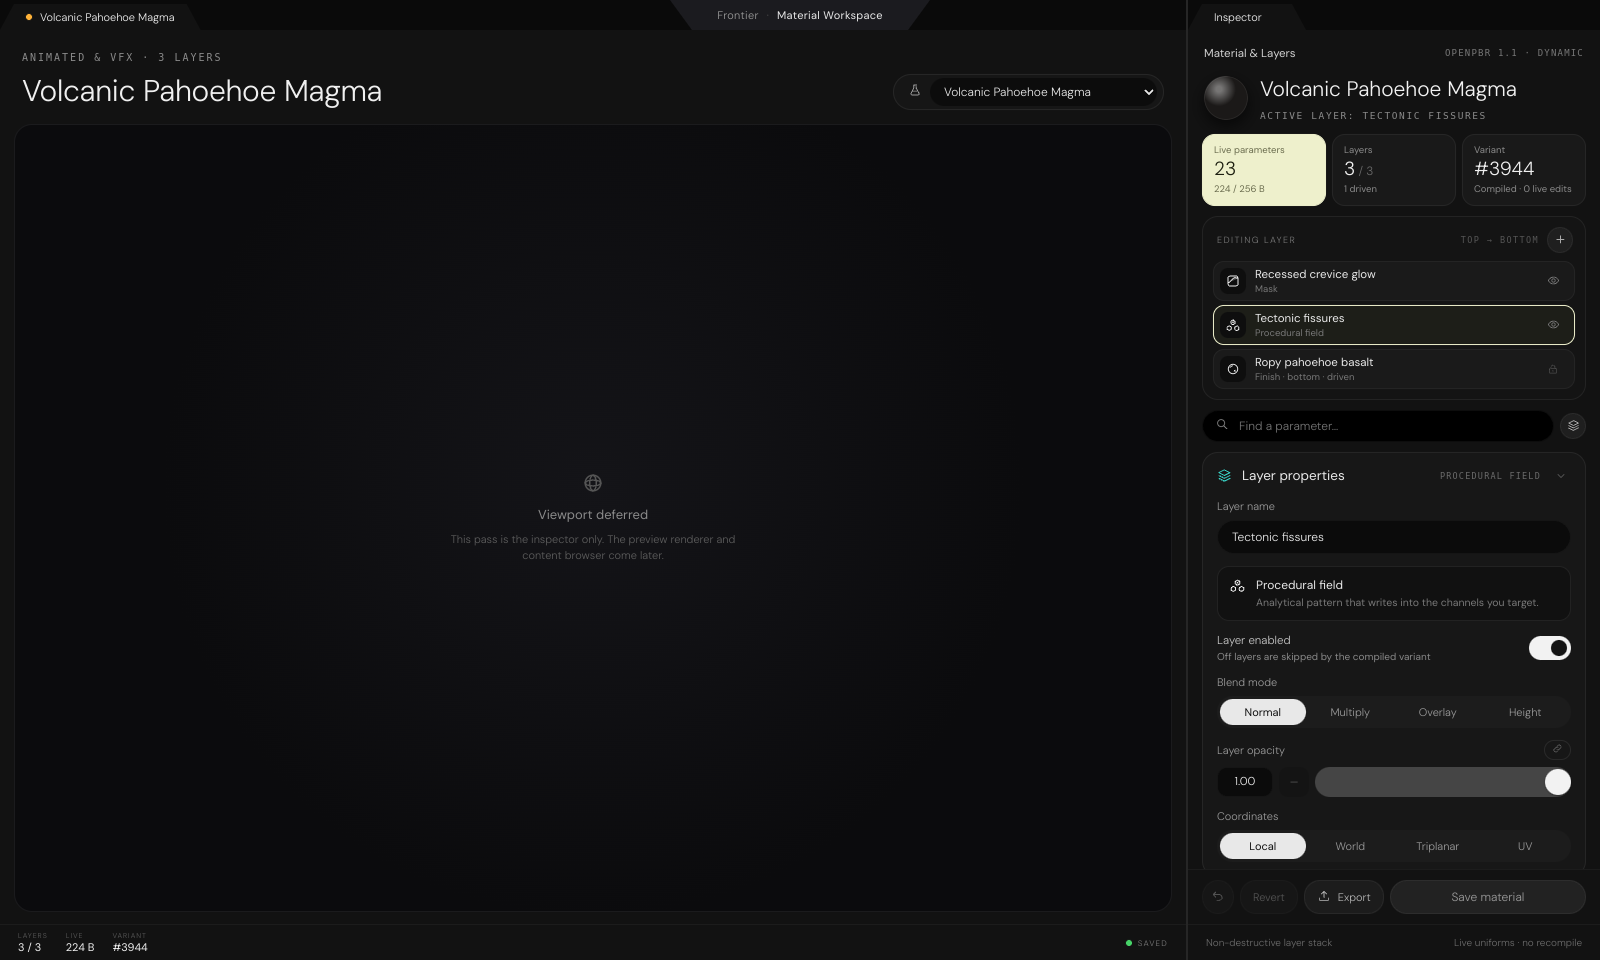 Volcanic Pahoehoe Magma
Frontier · Material Workspace
Inspector
ANIMATED & VFX · 3 LAYERS
Volcanic Pahoehoe Magma
Volcanic Pahoehoe Magma
Viewport deferred
This pass is the inspector only. The preview renderer and
content browser come later.
LAYERS
3 / 3
LIVE
224 B
VARIANT
#3944
SAVED
Material & Layers
OPENPBR 1.1 · DYNAMIC
Volcanic Pahoehoe Magma
ACTIVE LAYER: TECTONIC FISSURES
Live parameters
23
224 / 256 B
Layers
3 / 3
1 driven
Variant
#3944
Compiled · 0 live edits
EDITING LAYER
TOP → BOTTOM
Recessed crevice glow
Mask
Tectonic fissures
Procedural field
Ropy pahoehoe basalt
Finish · bottom · driven
Find a parameter…
Layer properties
PROCEDURAL FIELD
Layer name
Tectonic fissures
Procedural field
Analytical pattern that writes into the channels you target.
Layer enabled
Off layers are skipped by the compiled variant
Blend mode
Normal Multiply Overlay Height
Layer opacity
1.00 –
Coordinates
Local World Triplanar UV
Revert Export Save material
Non-destructive layer stack
Live uniforms · no recompile